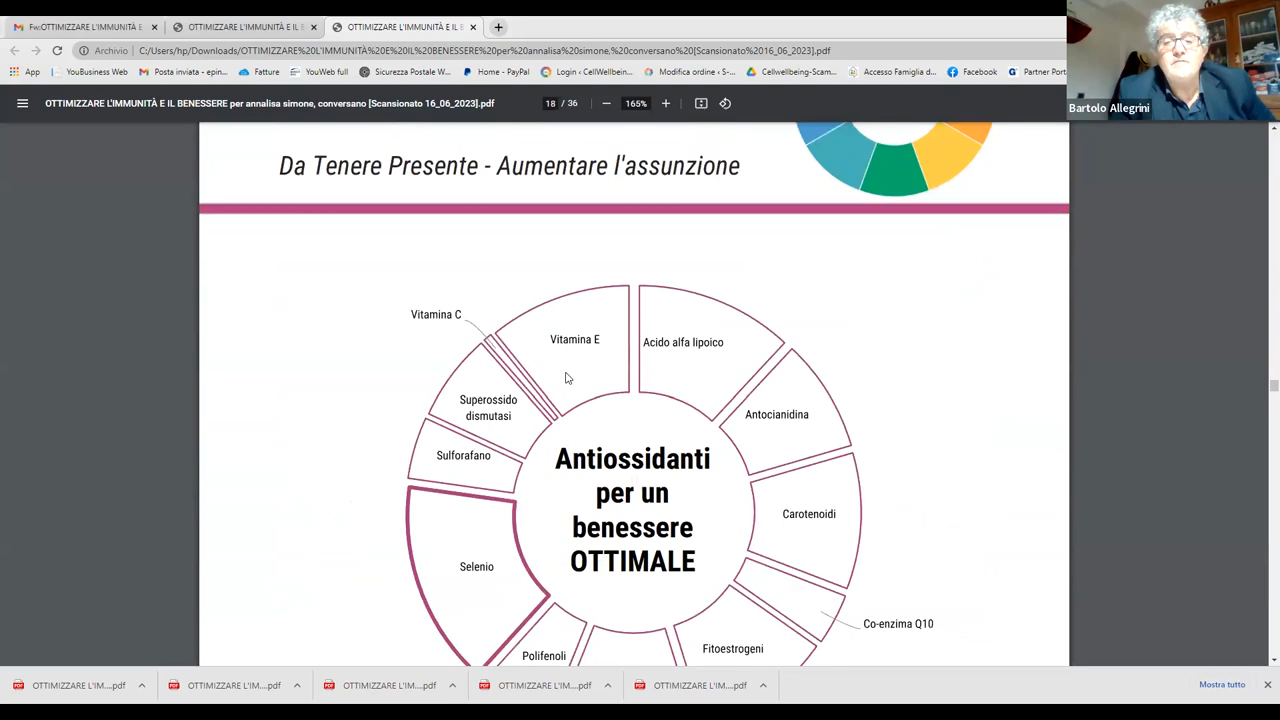 Fw:OTTIMIZZARE L'IMMUNITÀ E
OTTIMIZZARE L'IMMUNITÀ E IL B
OTTIMIZZARE L'IMMUNITÀ E IL B
Archivio
C:/Users/hp/Downloads/OTTIMIZZARE%20L'IMMUNITÀ%20E%20IL%20BENESSERE%20per%20annalisa%20simone,%20conversano%20[Scansionato%2016_06_2023].pdf
App
YouBusiness Web
Posta inviata - epin...
Fatture
YouWeb full
Sicurezza Postale W...
Home - PayPal
Login ‹ CellWellbein...
Modifica ordine ‹ S-...
Cellwellbeing-Scam...
Accesso Famiglia d...
Facebook
Partner Port
Bartolo Allegrini
OTTIMIZZARE L'IMMUNITÀ E IL BENESSERE per annalisa simone, conversano [Scansionato 16_06_2023].pdf
18 / 36
165%
Da Tenere Presente - Aumentare l'assunzione
Vitamina C
Vitamina E
Acido alfa lipoico
Superossido
dismutasi
Antocianidina
Sulforafano
Antiossidanti
per un
benessere
OTTIMALE
Carotenoidi
Selenio
Co-enzima Q10
Fitoestrogeni
Polifenoli
OTTIMIZZARE L'IM....pdf
OTTIMIZZARE L'IM....pdf
OTTIMIZZARE L'IM....pdf
OTTIMIZZARE L'IM....pdf
OTTIMIZZARE L'IM....pdf
Mostra tutto